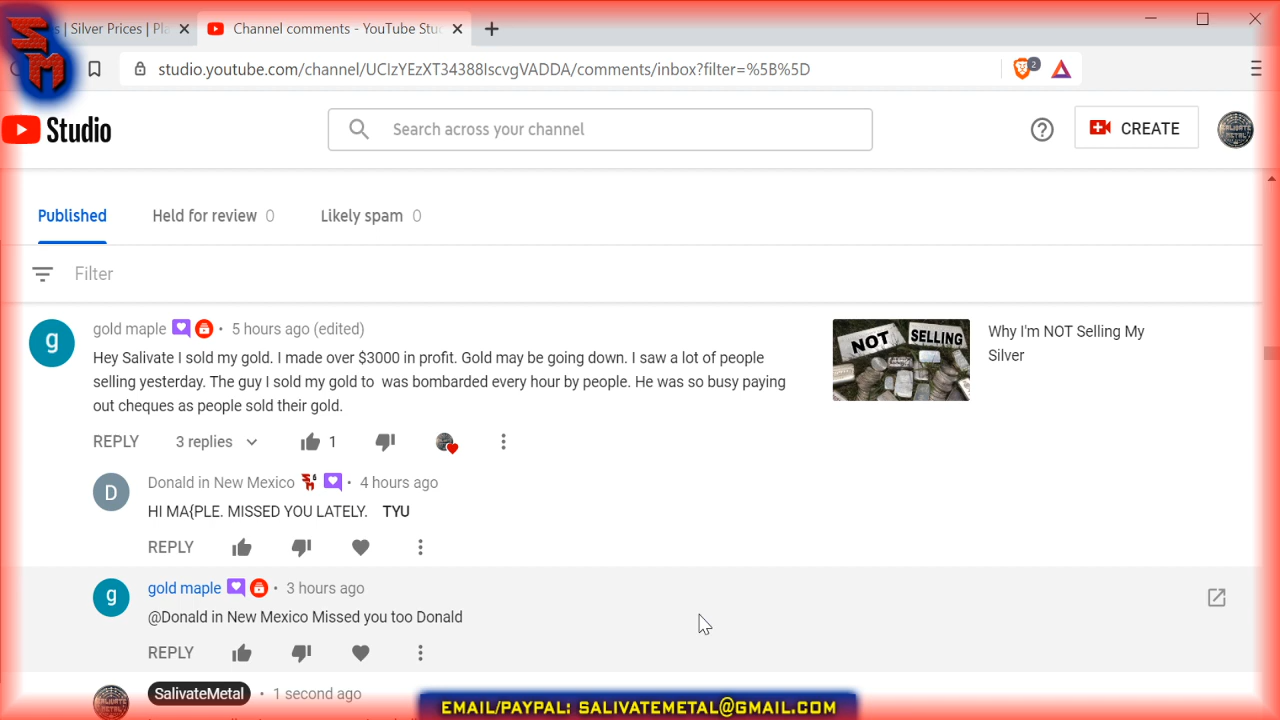 SM
| Silver Prices | Pla
Channel comments - YouTube Stu
studio.youtube.com/channel/UCIzYEzXT34388IscvgVADDA/comments/inbox?filter=%5B%5D
2
Studio
Search across your channel
CREATE
Published
Held for review 0
Likely spam 0
Filter
gold maple • 5 hours ago (edited)
Hey Salivate I sold my gold. I made over $3000 in profit. Gold may be going down. I saw a lot of people
selling yesterday. The guy I sold my gold to was bombarded every hour by people. He was so busy paying
out cheques as people sold their gold.
NOT SELLING
Why I'm NOT Selling My
Silver
REPLY 3 replies 1
D
Donald in New Mexico • 4 hours ago
HI MA{PLE. MISSED YOU LATELY. TYU
REPLY
g
gold maple • 3 hours ago
@Donald in New Mexico Missed you too Donald
REPLY
SalivateMetal • 1 second ago
EMAIL/PAYPAL: SALIVATEMETAL@GMAIL.COM